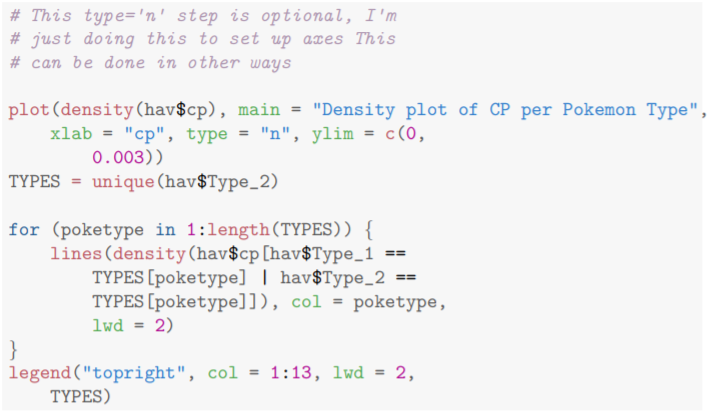 # This type='n' step is optional, I'm
# just doing this to set up axes This
# can be done in other ways
plot(density(hav$cp), main = "Density plot of CP per Pokemon Type",
xlab = "cp", type = "n", ylim = c(0,
0.003))
TYPES = unique(hav$Type_2)
for (poketype in 1:length(TYPES)) {
lines(density(hav$cp[hav$Type_1 ==
TYPES[poketype] | hav$Type_2 ==
TYPES[poketype]]), col = poketype,
lwd = 2)
}
legend("topright", col = 1:13, lwd = 2,
TYPES)